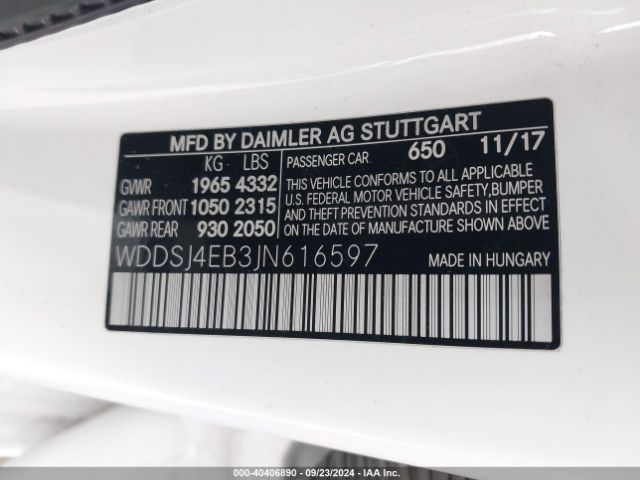 MFD BY DAIMLER AG STUTTGART
KG LBS
GVWR 1965 4332
GAWR FRONT 1050 2315
GAWR REAR 930 2050
PASSENGER CAR 650 11/17
THIS VEHICLE CONFORMS TO ALL APPLICABLE
U.S. FEDERAL MOTOR VEHICLE SAFETY,BUMPER
AND THEFT PREVENTION STANDARDS IN EFFECT
ON THE DATE OF MANUFACTURE SHOWN ABOVE
WDDSJ4EB3JN616597 MADE IN HUNGARY
000-40406890 - 09/23/2024 - IAA Inc.